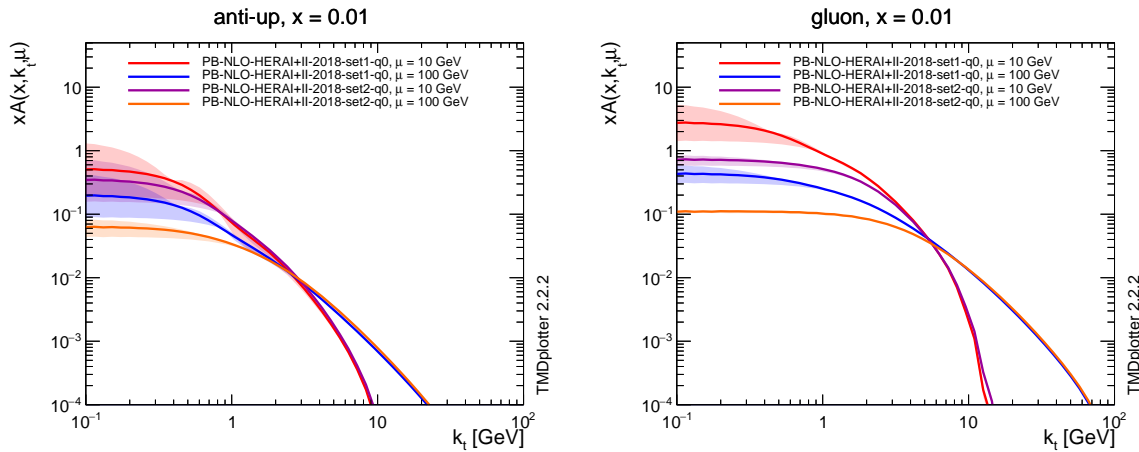 anti-up, x = 0.01
xA(x,k_t,μ)
PB-NLO-HERAI+II-2018-set1-q0, μ = 10 GeV
PB-NLO-HERAI+II-2018-set1-q0, μ = 100 GeV
PB-NLO-HERAI+II-2018-set2-q0, μ = 10 GeV
PB-NLO-HERAI+II-2018-set2-q0, μ = 100 GeV
10
1
10⁻¹
10⁻²
10⁻³
10⁻⁴
10⁻¹ 1 10 10²
k_t [GeV]
TMDplotter 2.2.2
gluon, x = 0.01
xA(x,k_t,μ)
PB-NLO-HERAI+II-2018-set1-q0, μ = 10 GeV
PB-NLO-HERAI+II-2018-set1-q0, μ = 100 GeV
PB-NLO-HERAI+II-2018-set2-q0, μ = 10 GeV
PB-NLO-HERAI+II-2018-set2-q0, μ = 100 GeV
10
1
10⁻¹
10⁻²
10⁻³
10⁻⁴
10⁻¹ 1 10 10²
k_t [GeV]
TMDplotter 2.2.2